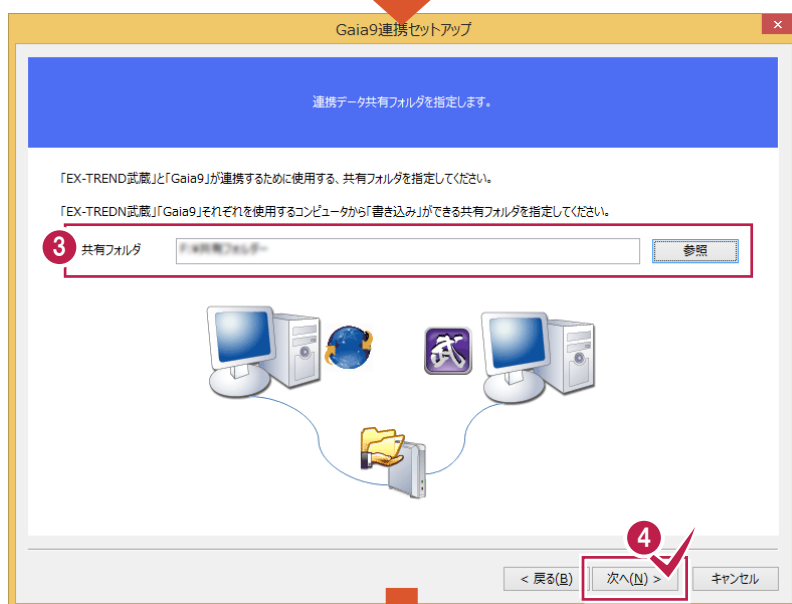 Gaia9連携セットアップ
連携データ共有フォルダを指定します。
「EX-TREND武蔵」と「Gaia9」が連携するために使用する、共有フォルダを指定してください。
「EX-TREDN武蔵」「Gaia9」それぞれを使用するコンピュータから「書き込み」ができる共有フォルダを指定してください。
3 共有フォルダ 参照
武
4
< 戻る(B) 次へ(N) > キャンセル